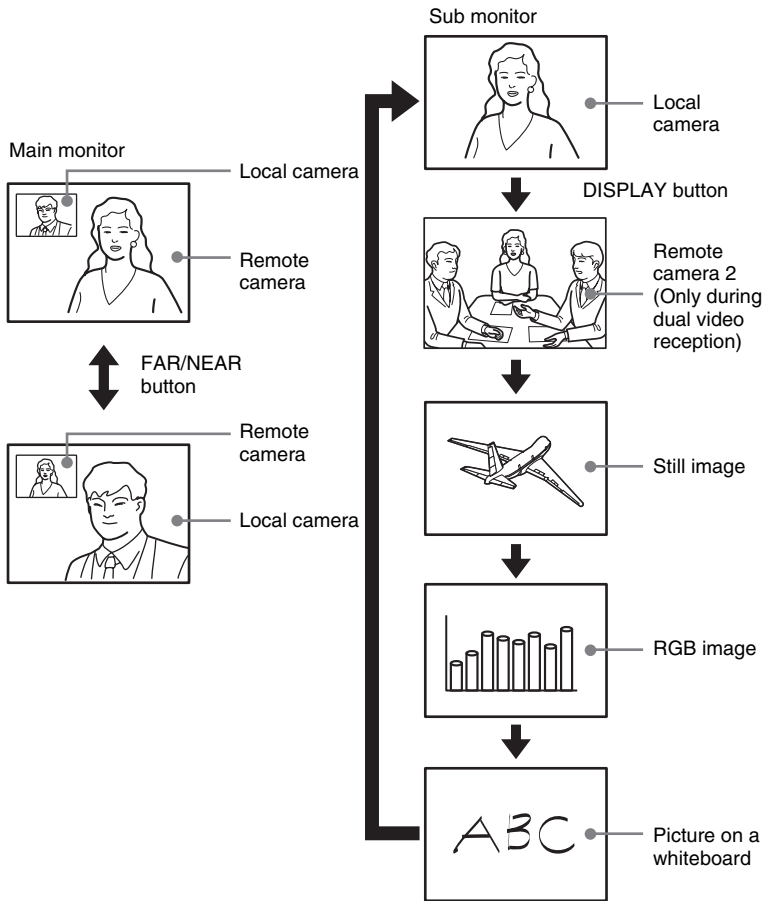 Sub monitor
Local
camera
DISPLAY button
Remote
camera 2
(Only during
dual video
reception)
Still image
RGB image
ABC
Picture on a
whiteboard
Main monitor
Local camera
Remote
camera
FAR/NEAR
button
Remote
camera
Local camera